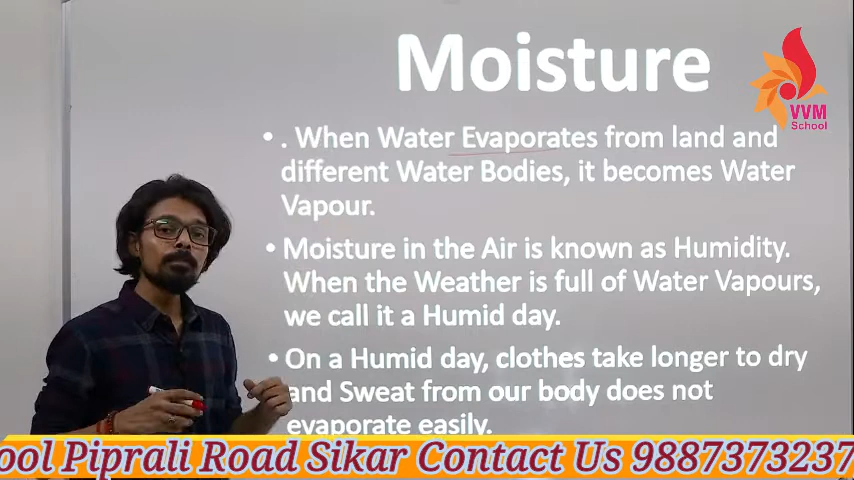 Moisture
VVM
School
• . When Water Evaporates from land and
different Water Bodies, it becomes Water
Vapour.
• Moisture in the Air is known as Humidity.
When the Weather is full of Water Vapours,
we call it a Humid day.
• On a Humid day, clothes take longer to dry
and Sweat from our body does not
evaporate easily.
ool Piprali Road Sikar Contact Us 9887373237